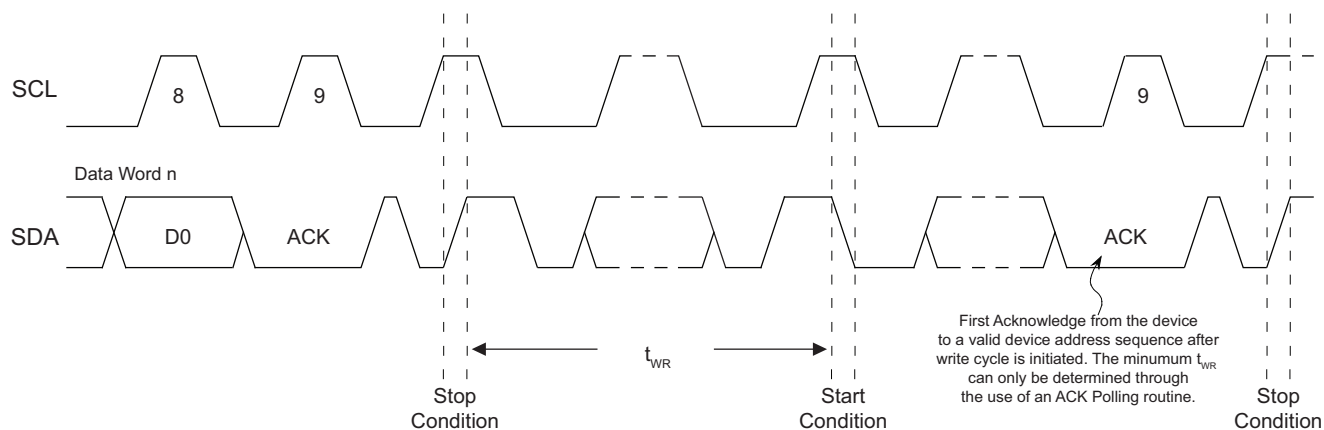 SCL
8
9
9
Data Word n
SDA
D0
ACK
ACK
First Acknowledge from the device
to a valid device address sequence after
write cycle is initiated. The minumum tWR
can only be determined through
the use of an ACK Polling routine.
tWR
Stop
Condition
Start
Condition
Stop
Condition